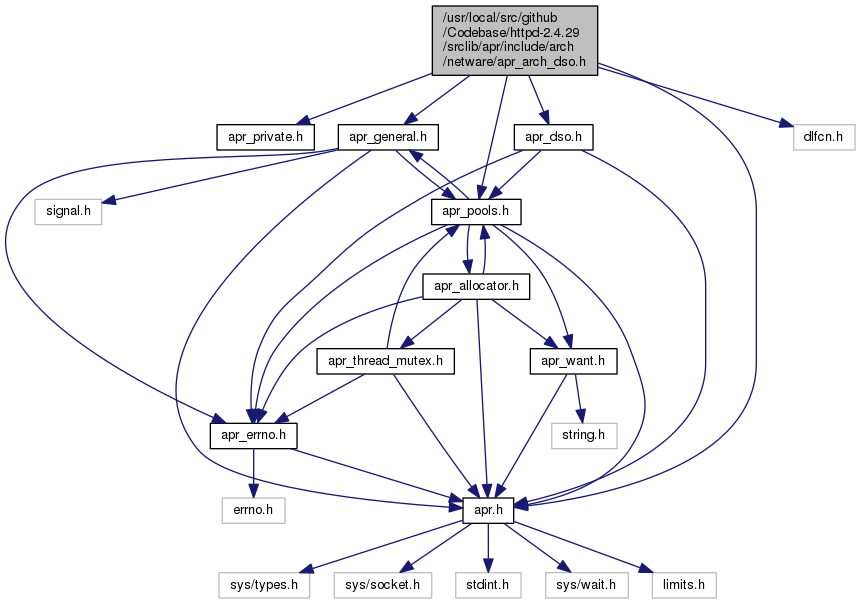 /usr/local/src/github
/Codebase/httpd-2.4.29
/srclib/apr/include/arch
/netware/apr_arch_dso.h
apr_private.h
apr_general.h
apr_dso.h
dlfcn.h
signal.h
apr_pools.h
apr_allocator.h
apr_thread_mutex.h
apr_want.h
apr_errno.h
string.h
errno.h
apr.h
sys/types.h
sys/socket.h
stdint.h
sys/wait.h
limits.h